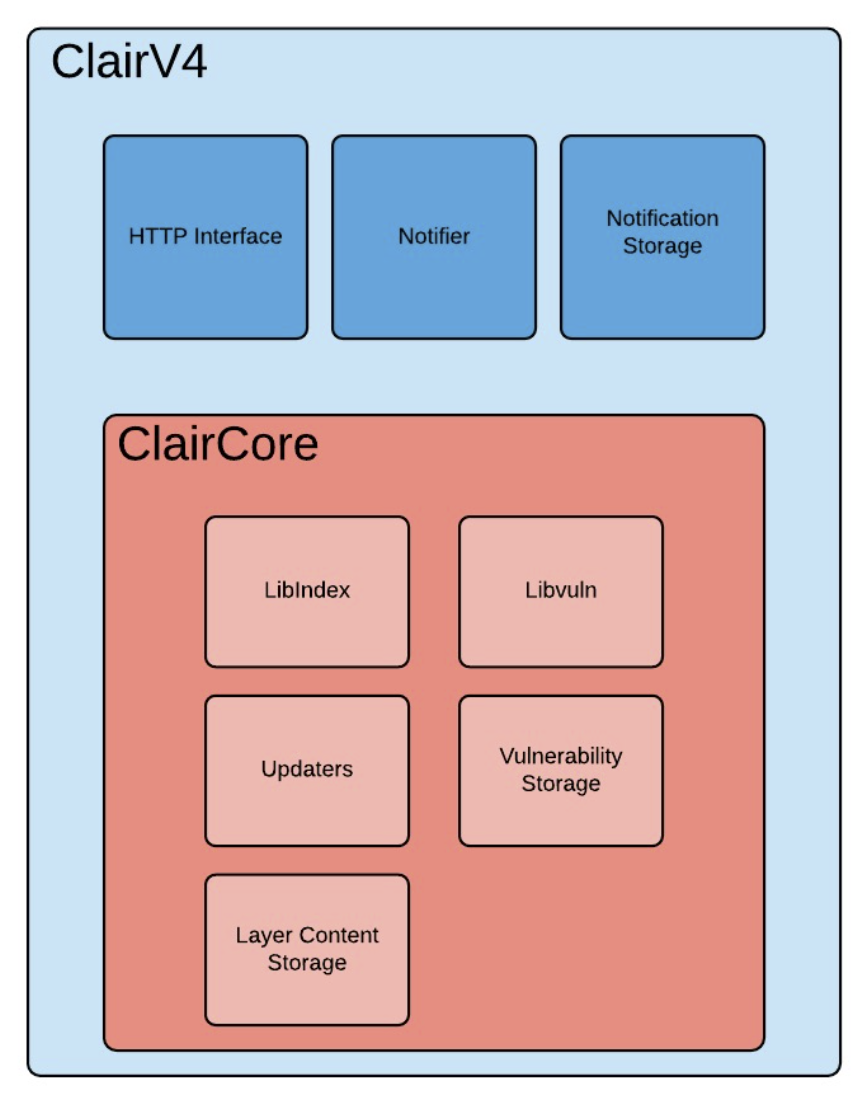 ClairV4
HTTP Interface
Notifier
Notification
Storage
ClairCore
LibIndex
Libvuln
Updaters
Vulnerability
Storage
Layer Content
Storage